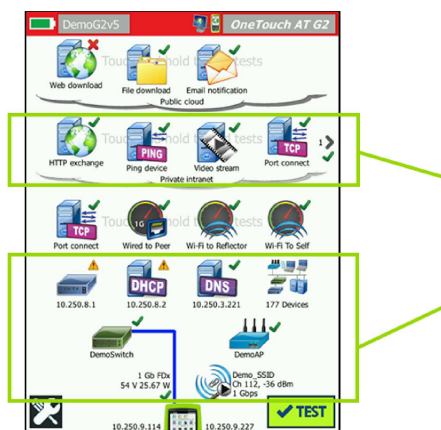 DemoG2v5 OneTouch AT G2
Web download File download Email notification
Public cloud
PING TCP 1
HTTP exchange Ping device Video stream Port connect
Private intranet
TCP 1G
Port connect Wired to Peer Wi-Fi to Reflector Wi-Fi To Self
DHCP DNS
10.250.8.1 10.250.8.2 10.250.3.221 177 Devices
DemoSwitch DemoAP
1 Gb FDx Demo_SSID
54 V 25.67 W Ch 112, -36 dBm
1 Gbps
TEST
10.250.9.114 10.250.9.227